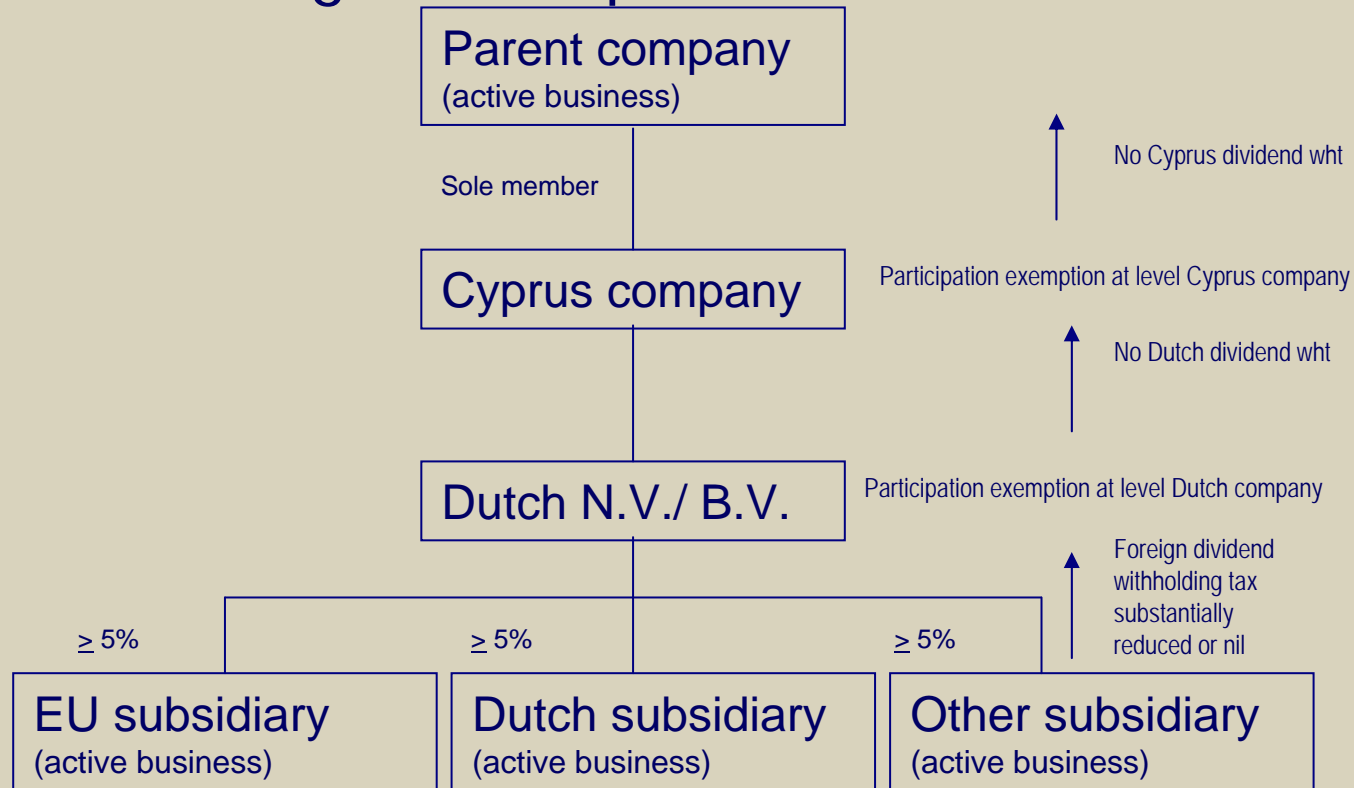 Parent company
(active business)
No Cyprus dividend wht
Sole member
Cyprus company
Participation exemption at level Cyprus company
No Dutch dividend wht
Dutch N.V./ B.V.
Participation exemption at level Dutch company
Foreign dividend
withholding tax
substantially
reduced or nil
≥ 5%
≥ 5%
≥ 5%
EU subsidiary
(active business)
Dutch subsidiary
(active business)
Other subsidiary
(active business)